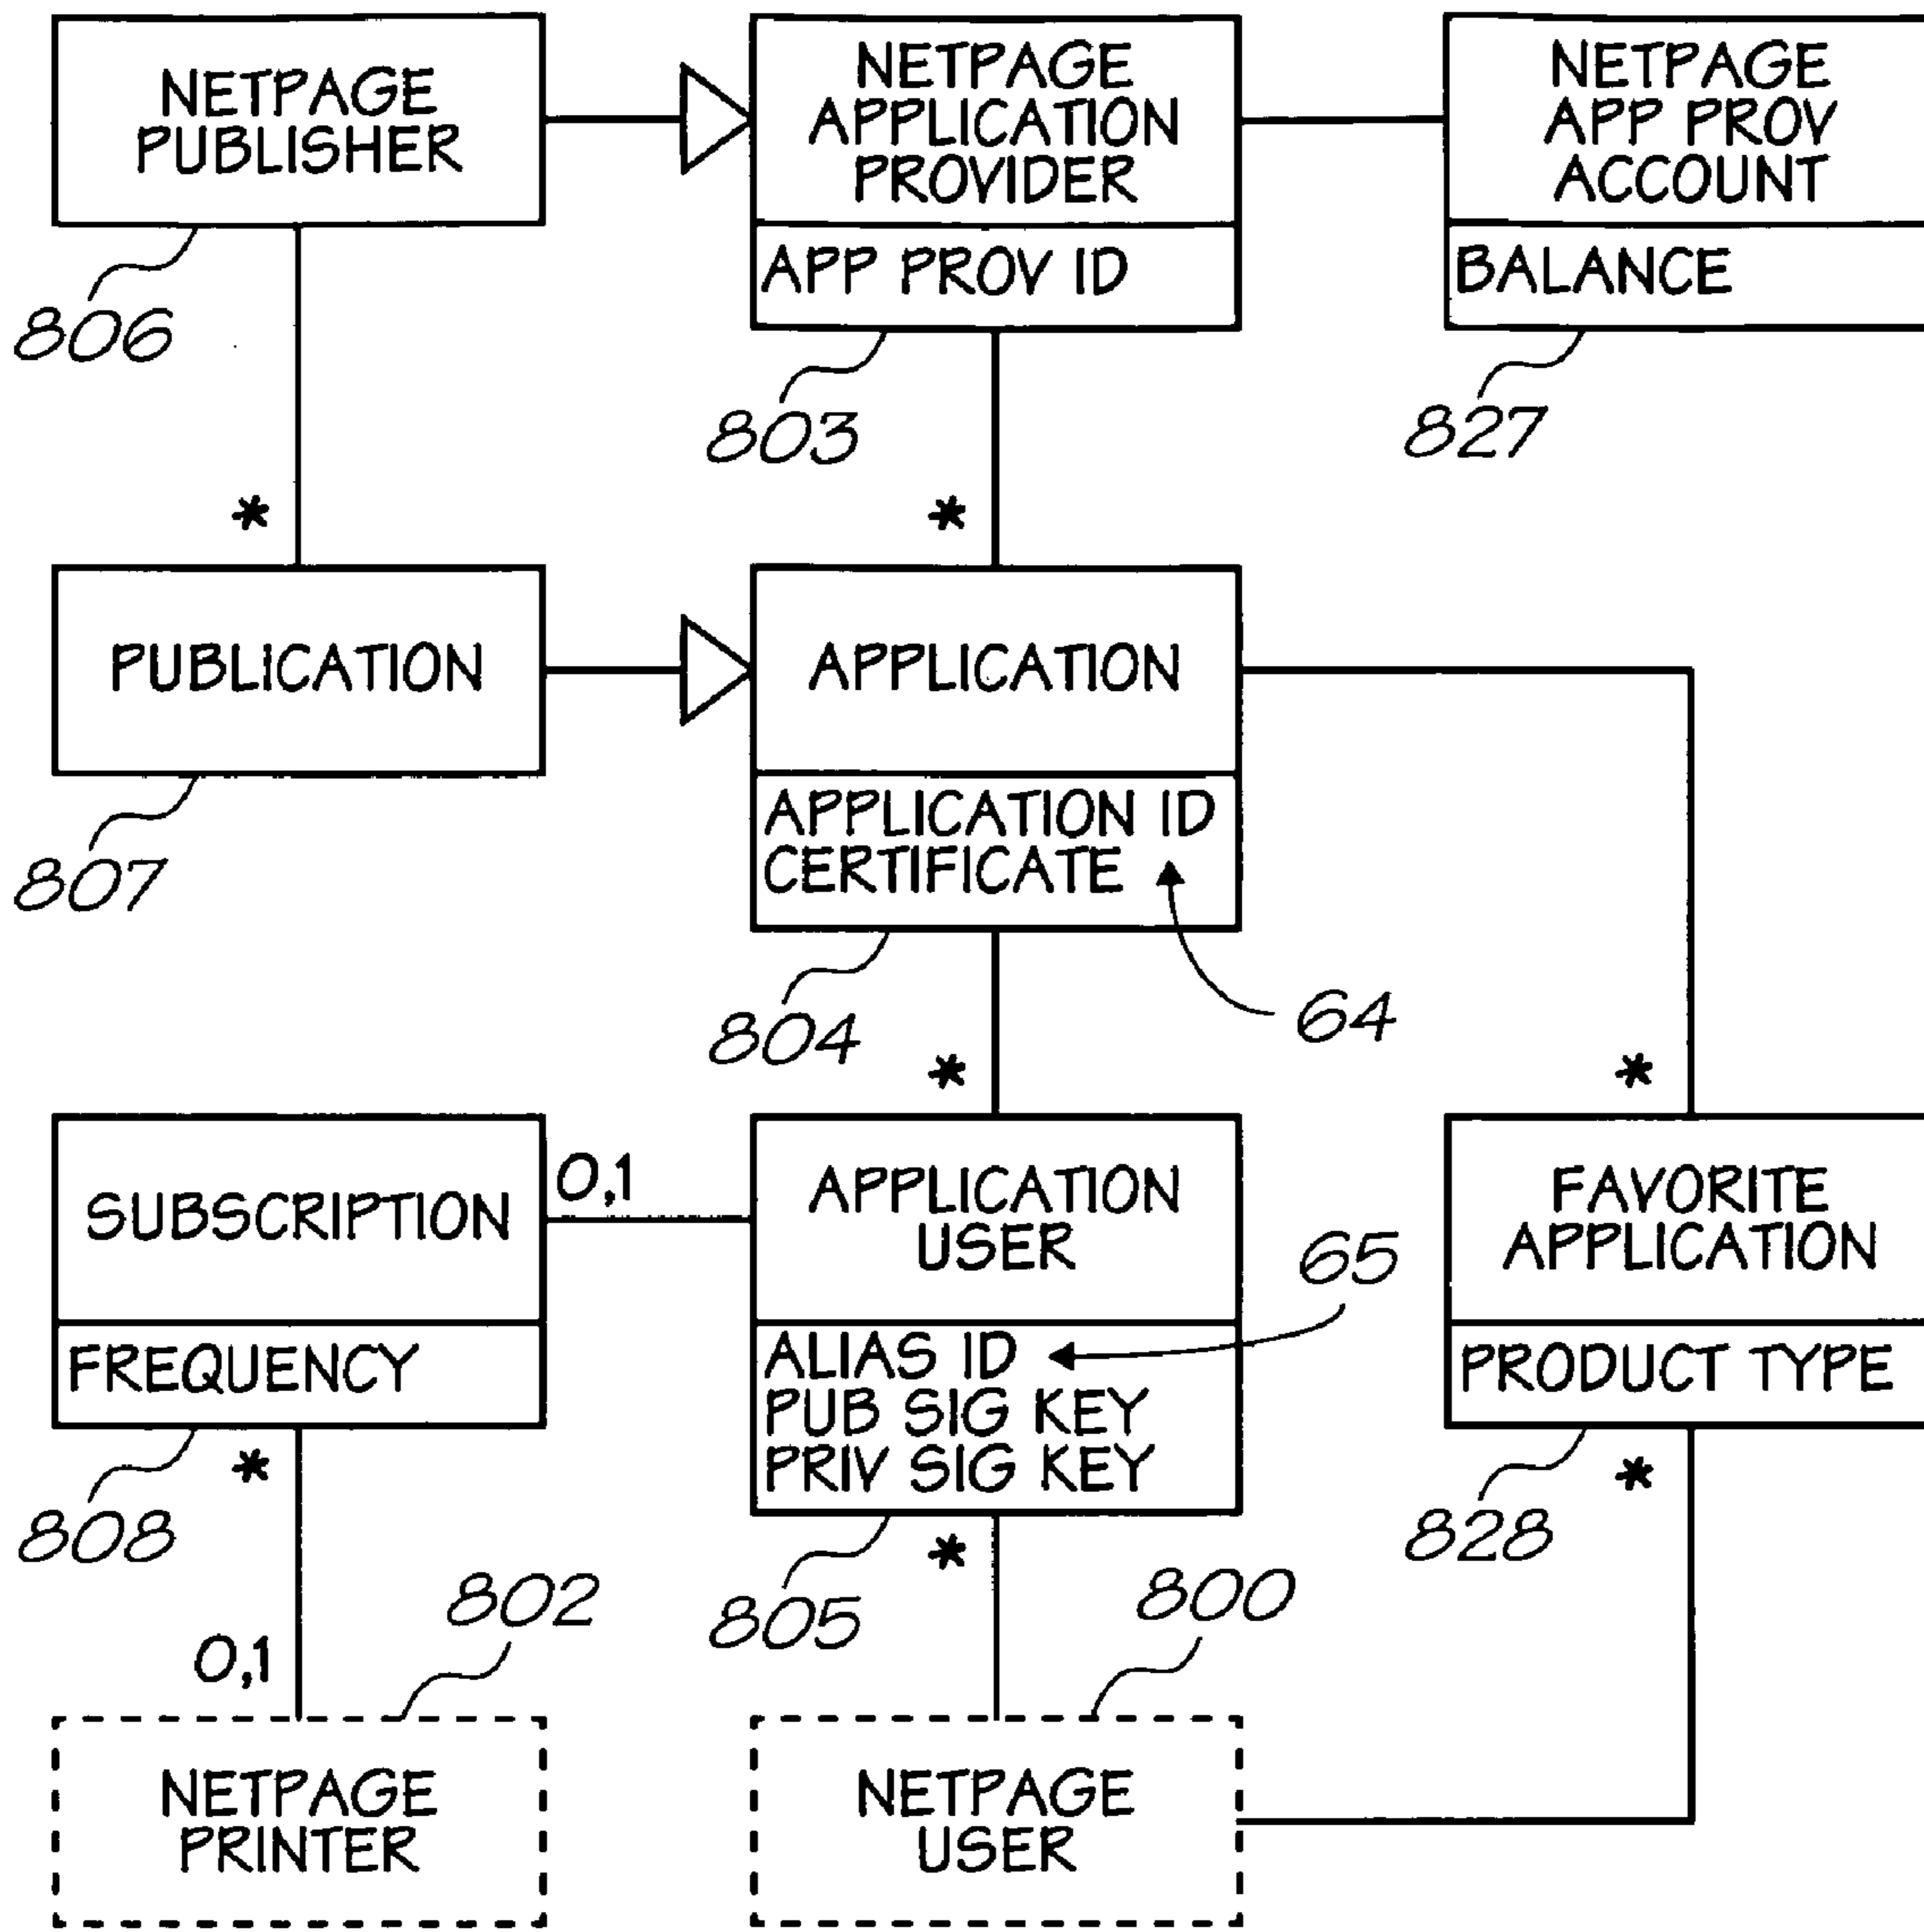 NETPAGE
PUBLISHER
NETPAGE
APPLICATION
PROVIDER
APP PROV ID
NETPAGE
APP PROV
ACCOUNT
BALANCE
806
803
827
*
*
PUBLICATION
APPLICATION
APPLICATION ID
CERTIFICATE
807
804
64
*
*
SUBSCRIPTION
FREQUENCY
0,1
APPLICATION
USER
ALIAS ID
PUB SIG KEY
PRIV SIG KEY
65
FAVORITE
APPLICATION
PRODUCT TYPE
*
*
*
808
805
828
802
800
0,1
NETPAGE
PRINTER
NETPAGE
USER